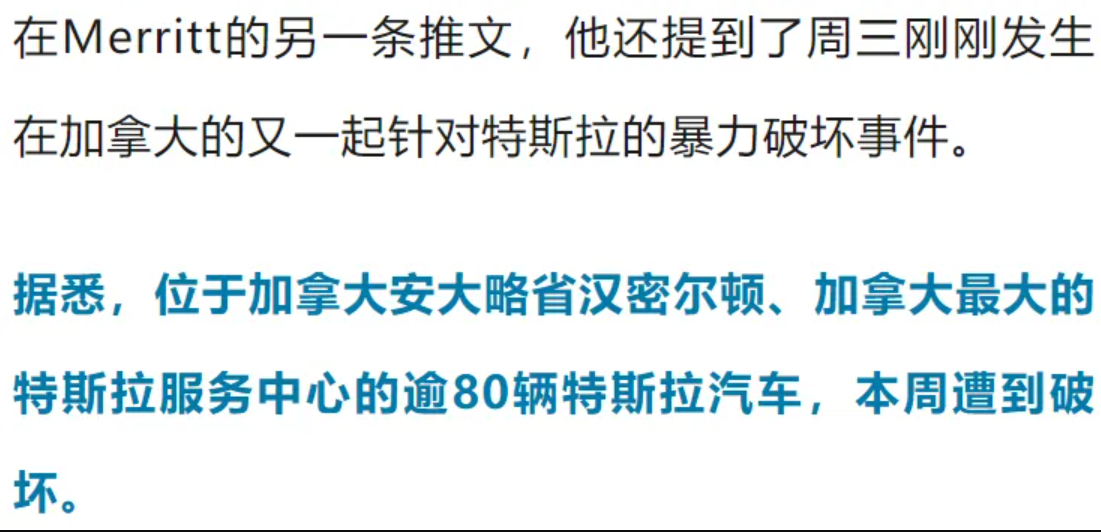 在Merritt的另一条推文，他还提到了周三刚刚发生
在加拿大的又一起针对特斯拉的暴力破坏事件。
据悉，位于加拿大安大略省汉密尔顿、加拿大最大的
特斯拉服务中心的逾80辆特斯拉汽车，本周遭到破
坏。